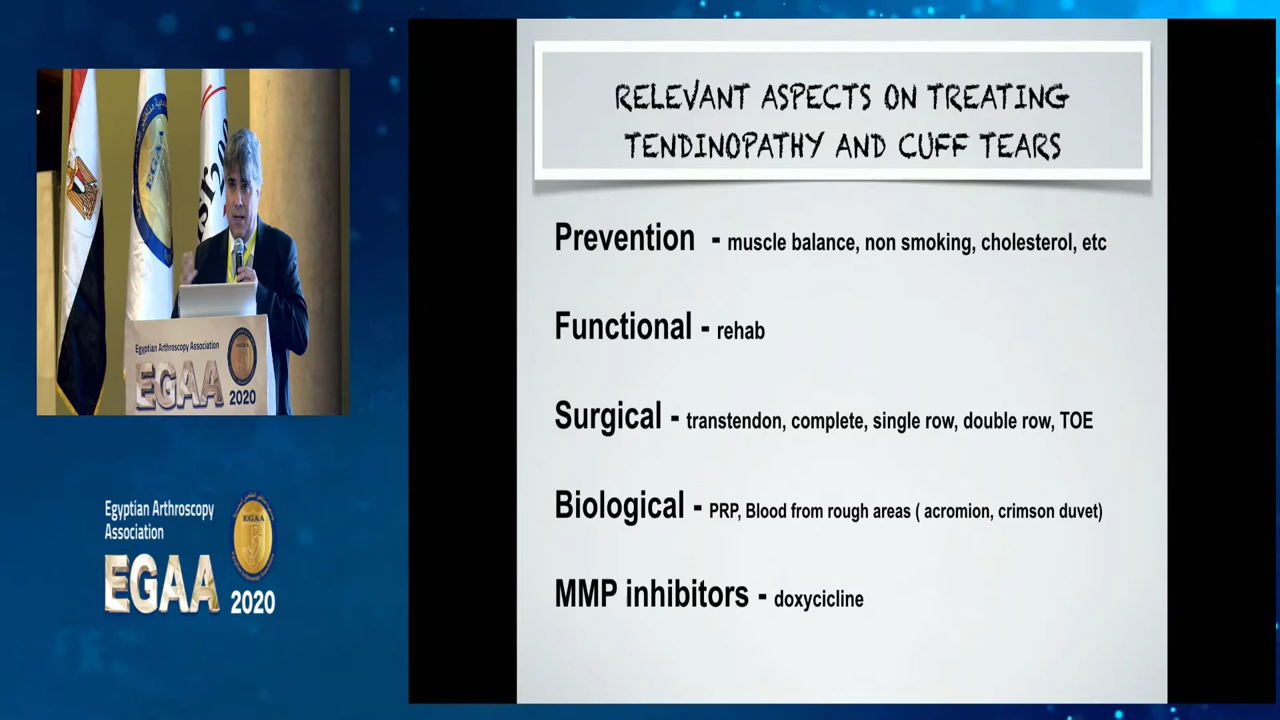 RELEVANT ASPECTS ON TREATING
TENDINOPATHY AND CUFF TEARS
Prevention - muscle balance, non smoking, cholesterol, etc
Functional - rehab
Surgical - transtendon, complete, single row, double row, TOE
Biological - PRP, Blood from rough areas ( acromion, crimson duvet)
MMP inhibitors - doxycicline
Egyptian Arthroscopy Association
EGAA
2020
Egyptian Arthroscopy
Association
EGAA
EGAA
2020